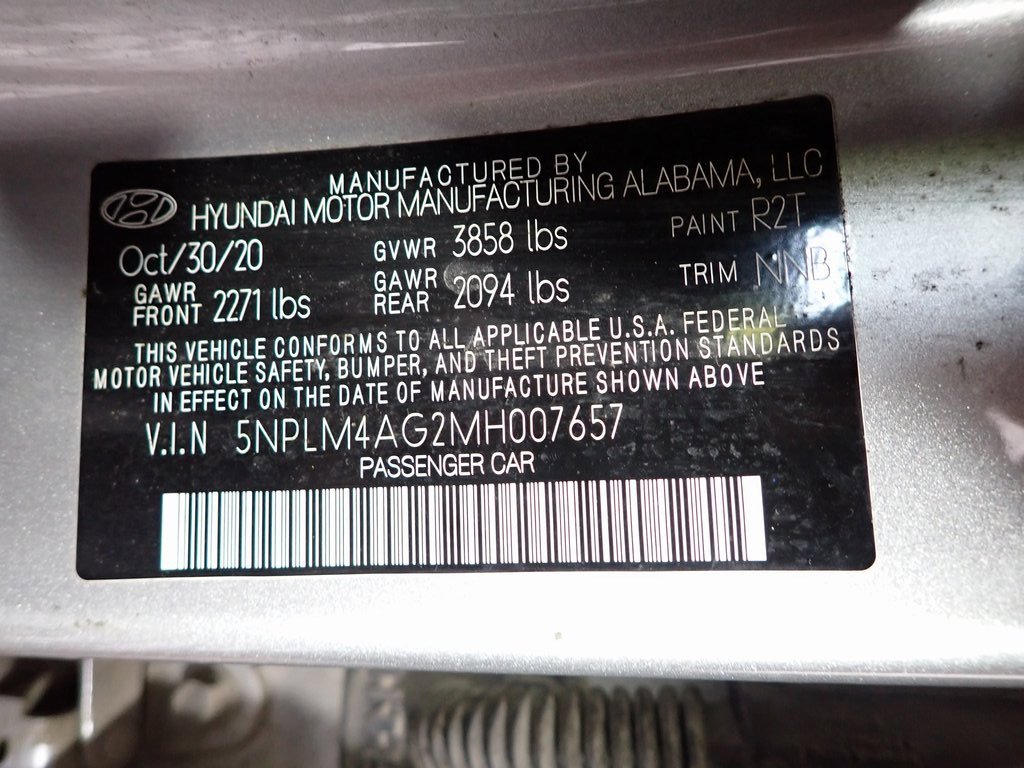 MANUFACTURED BY
HYUNDAI MOTOR MANUFACTURING ALABAMA, LLC
Oct/30/20 GVWR 3858 lbs PAINT R2T
GAWR FRONT 2271 lbs GAWR REAR 2094 lbs TRIM NNB
THIS VEHICLE CONFORMS TO ALL APPLICABLE U.S.A. FEDERAL
MOTOR VEHICLE SAFETY, BUMPER, AND THEFT PREVENTION STANDARDS
IN EFFECT ON THE DATE OF MANUFACTURE SHOWN ABOVE
V.I.N 5NPLM4AG2MH007657
PASSENGER CAR